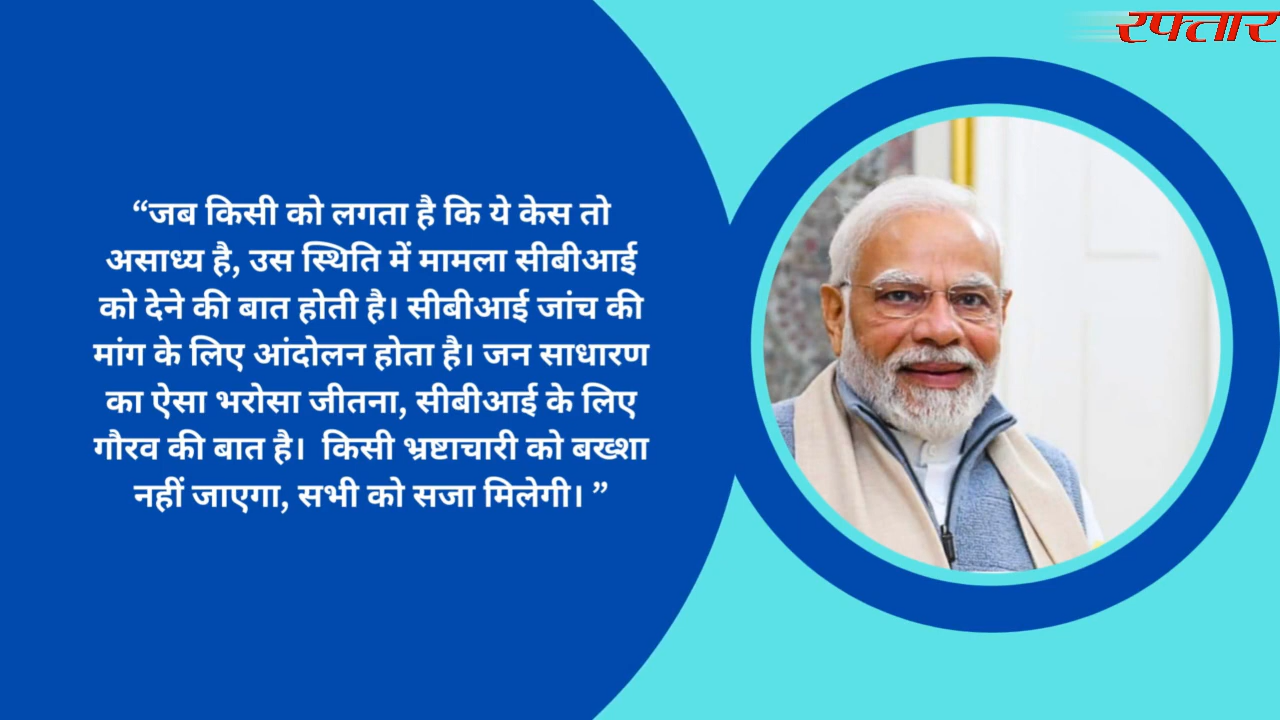 रफ्तार
“जब किसी को लगता है कि ये केस तो
असाध्य है, उस स्थिति में मामला सीबीआई
को देने की बात होती है। सीबीआई जांच की
मांग के लिए आंदोलन होता है। जन साधारण
का ऐसा भरोसा जीतना, सीबीआई के लिए
गौरव की बात है।  किसी भ्रष्टाचारी को बख्शा
नहीं जाएगा, सभी को सजा मिलेगी। ”